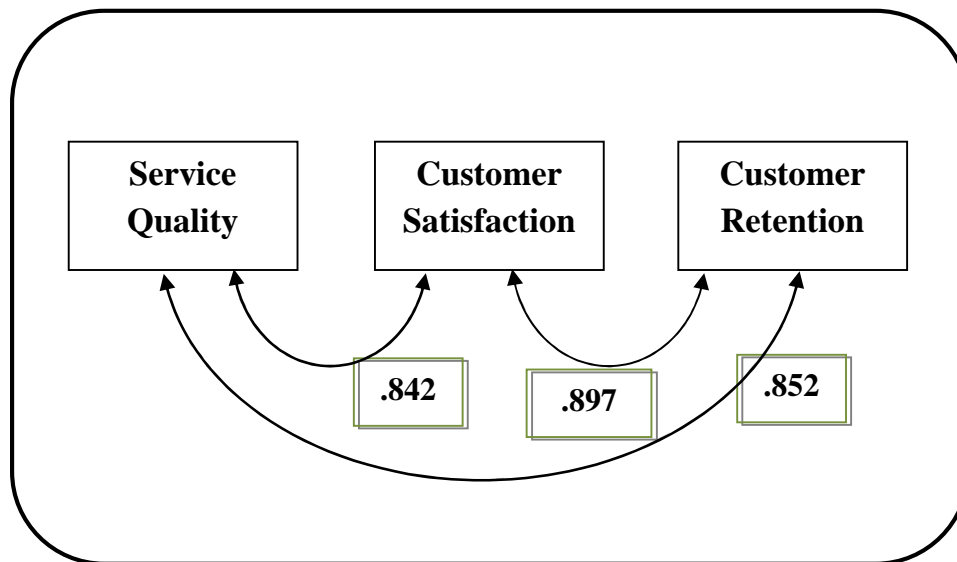 Service
Quality
Customer
Satisfaction
Customer
Retention
.842
.897
.852